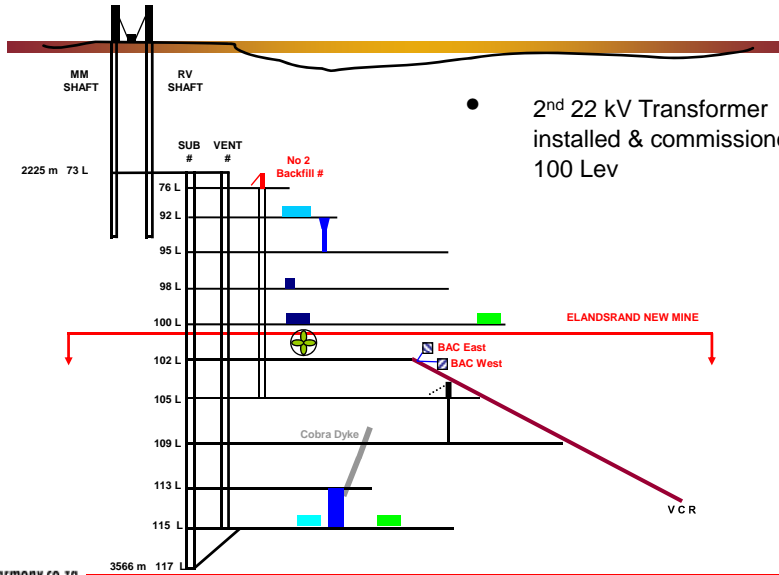 MM
SHAFT
RV
SHAFT
• 2nd 22 kV Transformer
installed & commissione
100 Lev
SUB
#
VENT
#
2225 m 73 L
No 2
Backfill #
76 L
92 L
95 L
98 L
100 L
ELANDSRAND NEW MINE
BAC East
102 L
BAC West
105 L
Cobra Dyke
109 L
113 L
V C R
115 L
3566 m 117 L